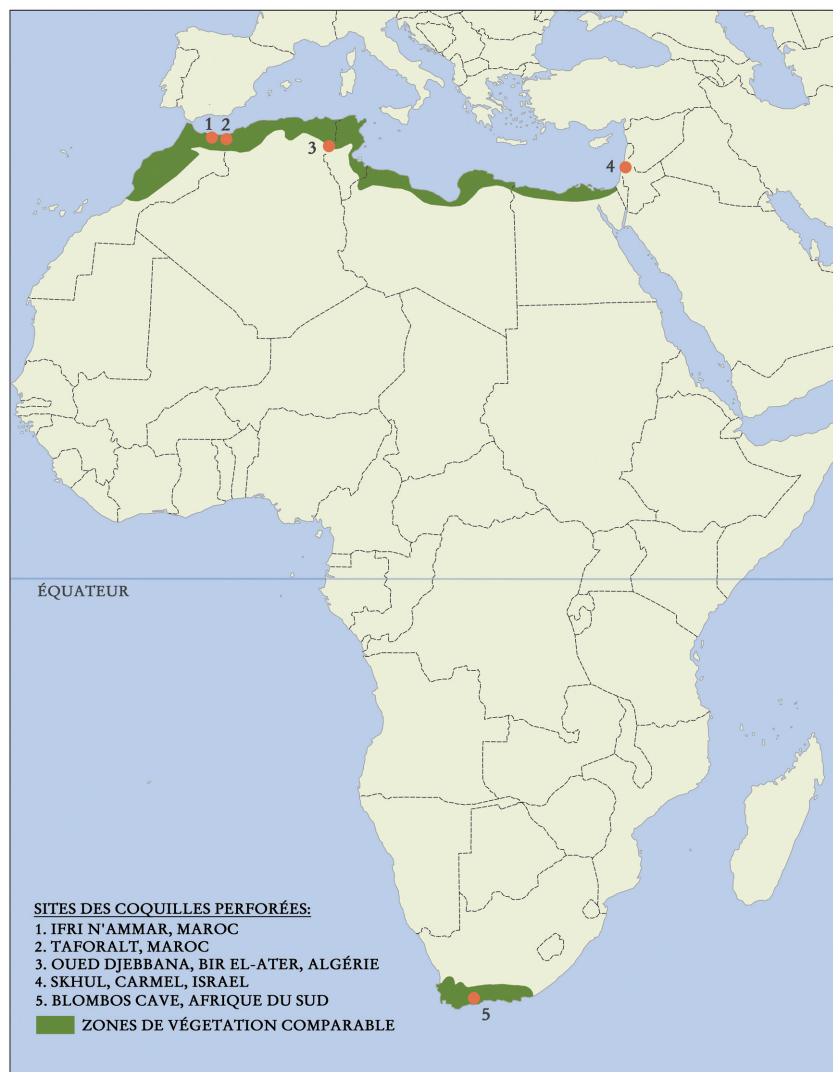 1 2
3
4
ÉQUATEUR
SITES DES COQUILLES PERFORÉES:
1. IFRI N'AMMAR, MAROC
2. TAFORALT, MAROC
3. OUED DJEBBANA, BIR EL-ATER, ALGÉRIE
4. SKHUL, CARMEL, ISRAEL
5. BLOMBOS CAVE, AFRIQUE DU SUD
5
ZONES DE VÉGETATION COMPARABLE